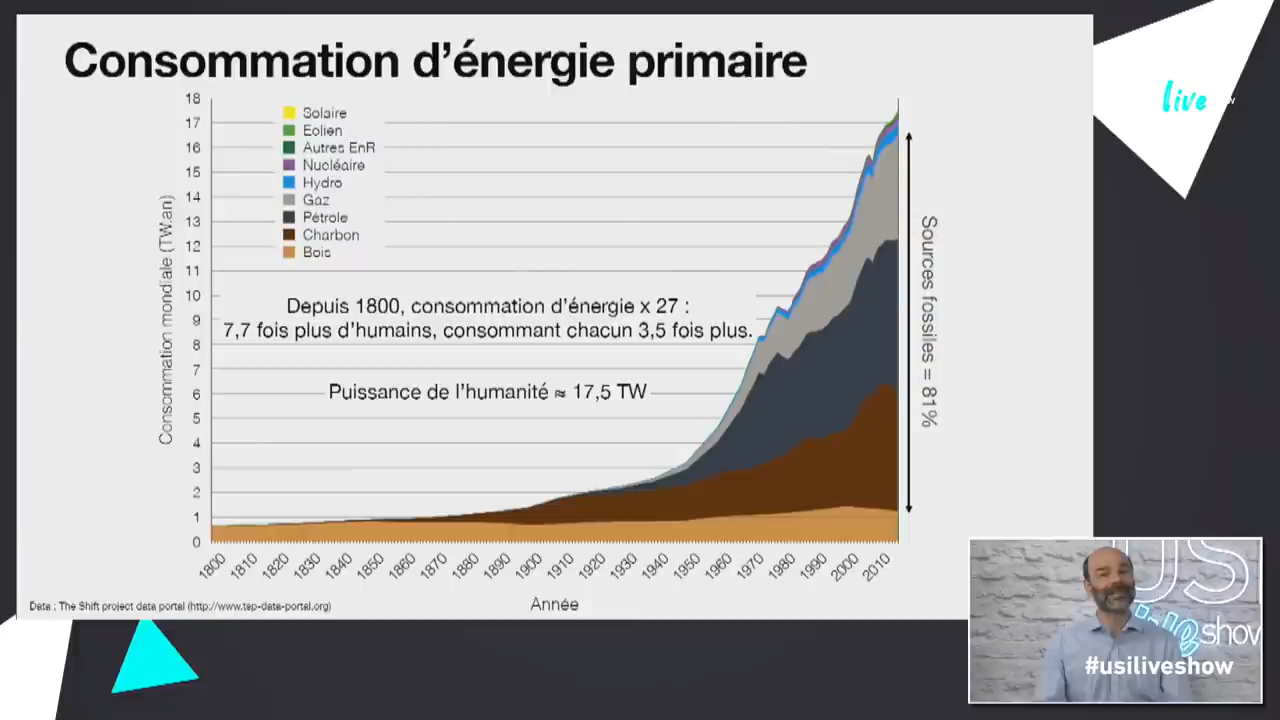 Consommation d'énergie primaire
live
Consommation mondiale (TW.an)
18
17
16
15
14
13
12
11
10
9
8
7
6
5
4
3
2
1
0
Solaire
Eolien
Autres EnR
Nucléaire
Hydro
Gaz
Pétrole
Charbon
Bois
Depuis 1800, consommation d'énergie x 27 :
7,7 fois plus d'humains, consommant chacun 3,5 fois plus.
Puissance de l'humanité ≈ 17,5 TW
Sources fossiles = 81%
1800 1810 1820 1830 1840 1850 1860 1870 1880 1890 1900 1910 1920 1930 1940 1950 1960 1970 1980 1990 2000 2010
Année
Data : The Shift project data portal (http://www.tsp-data-portal.org)
US
live show
#usiliveshow